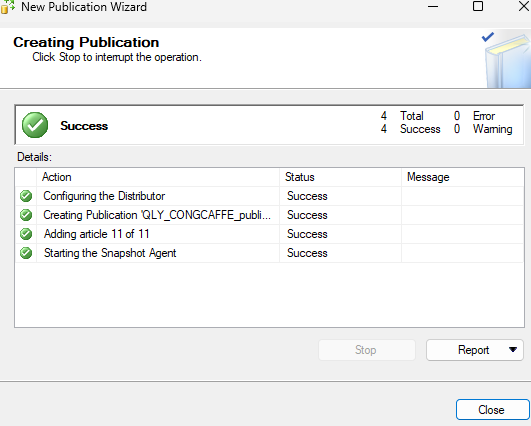 New Publication Wizard
Creating Publication
Click Stop to interrupt the operation.
Success
4 Total 0 Error
4 Success 0 Warning
Details:
Action Status Message
Configuring the Distributor Success
Creating Publication 'QLY_CONGCAFFE_publi... Success
Adding article 11 of 11 Success
Starting the Snapshot Agent Success
Stop Report
Close